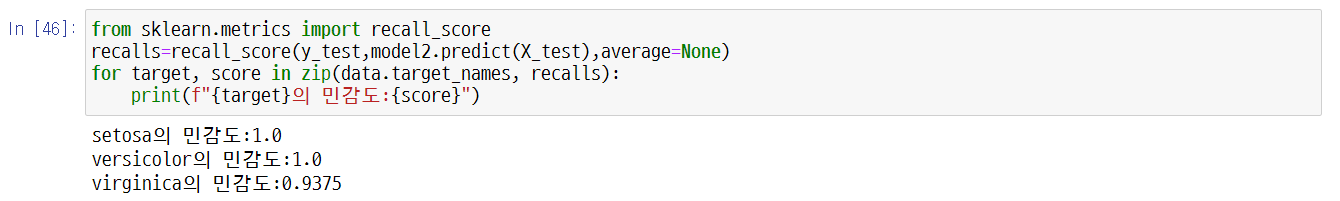 In [46]: from sklearn.metrics import recall_score
recalls=recall_score(y_test,model2.predict(X_test),average=None)
for target, score in zip(data.target_names, recalls):
    print(f"{target}의 민감도:{score}")
setosa의 민감도:1.0
versicolor의 민감도:1.0
virginica의 민감도:0.9375